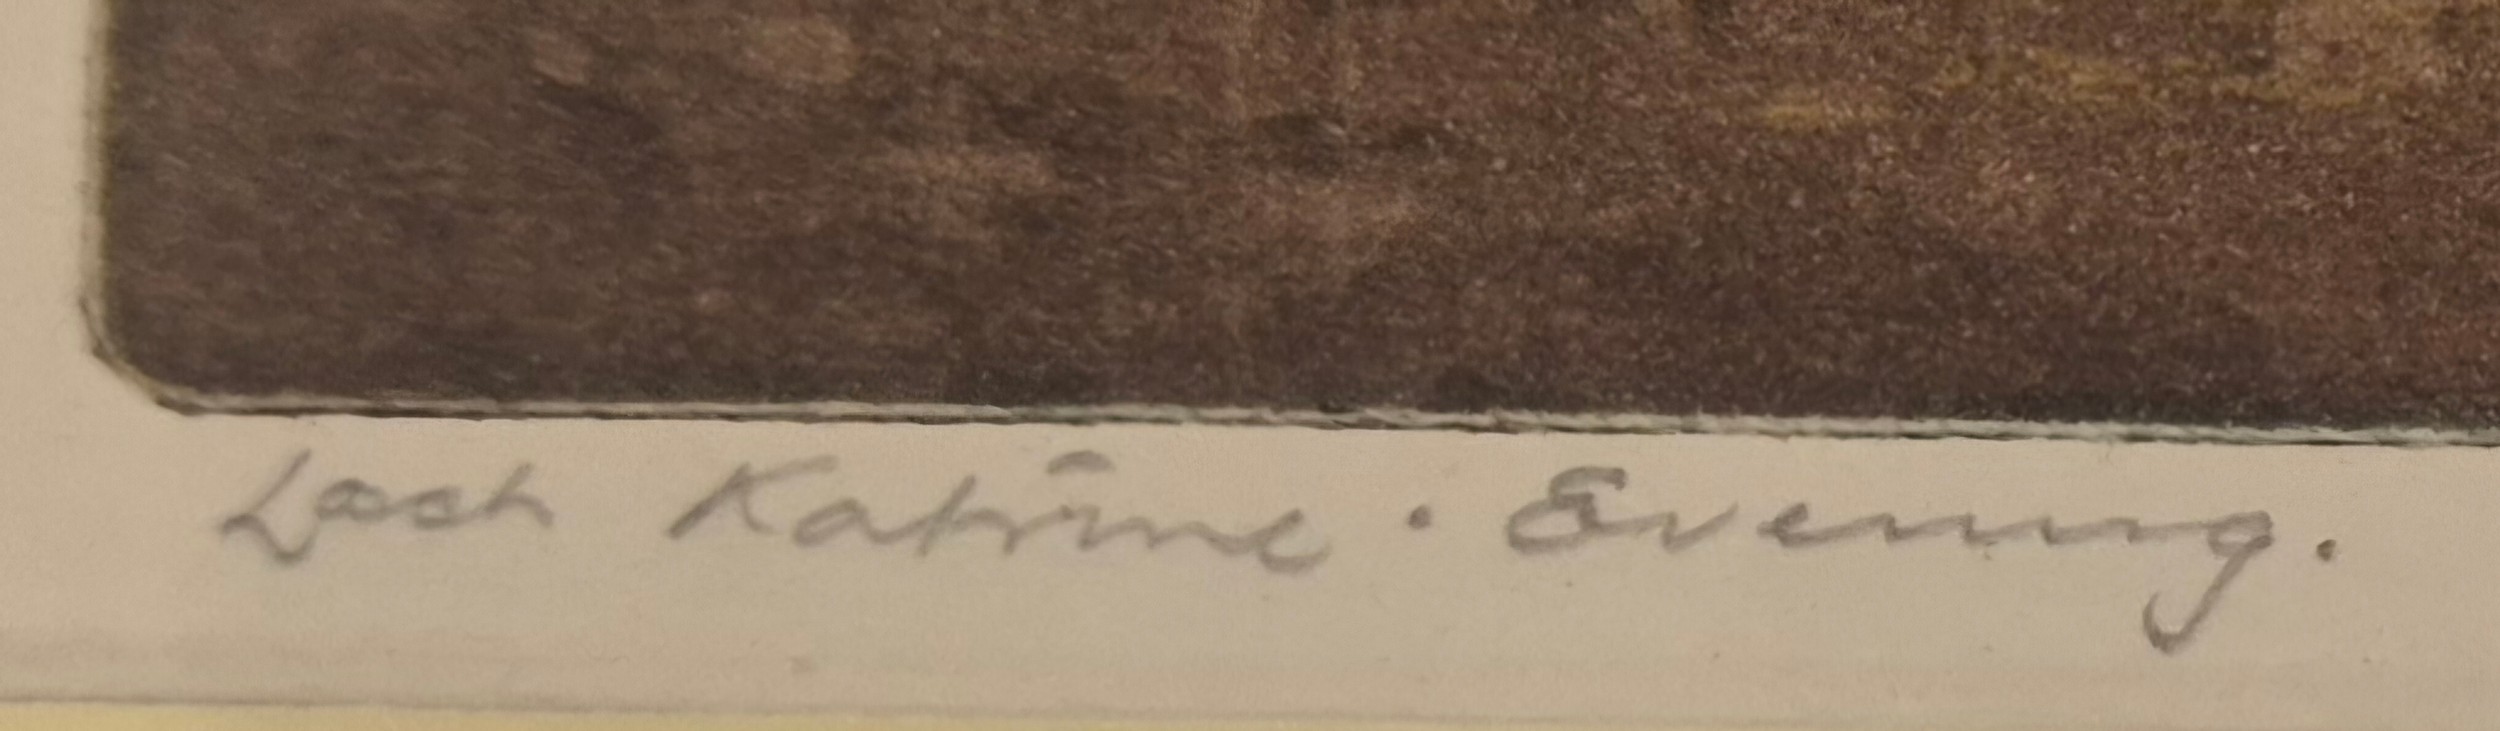 Loch Katrine . Evening.